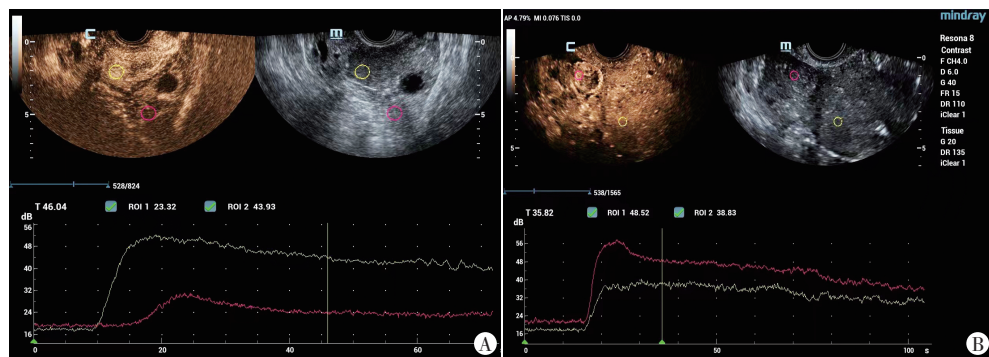 0
5
0
5
528/824
T 46.04
ROI 1 23.32
ROI 2 43.93
dB
56
48
40
32
24
16
0
20
40
60
A
AP 4.79% MI 0.076 TIS 0.0
mindray
Resona 8
Contrast
F CH4.0
D 6.0
G 40
FR 15
DR 110
iClear 1
Tissue
G 20
DR 135
iClear 1
0
5
0
5
538/1565
T 35.82
ROI 1 48.52
ROI 2 38.83
dB
56
48
40
32
24
16
0
50
100
s
B